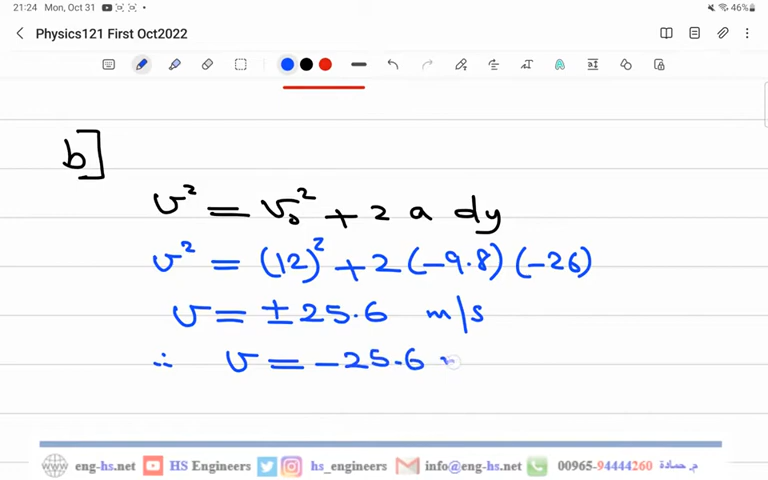 21:24 Mon, Oct 31 46%
Physics121 First Oct2022
b]
v² = v₀² + 2 a dy
v² = (12)² + 2 (-9.8) (-26)
v = ±25.6 m/s
∴ v = -25.6
eng-hs.net HS Engineers hs_engineers info@eng-hs.net 00965-94444260 م. حمادة